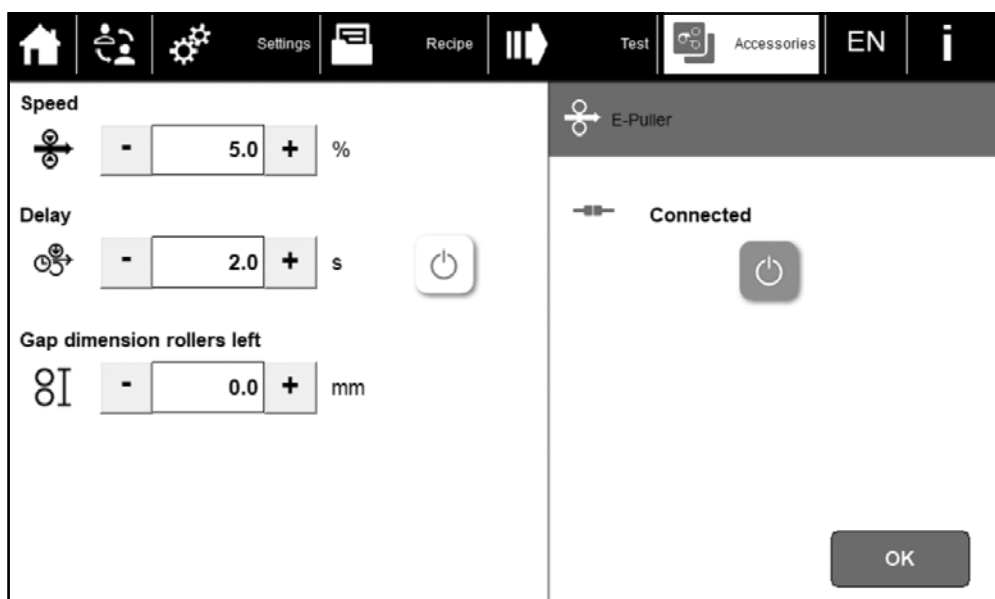 Settings
Recipe
Test
Accessories
EN
i
Speed
- 5.0 + %
Delay
- 2.0 + s
Gap dimension rollers left
- 0.0 + mm
E-Puller
Connected
OK